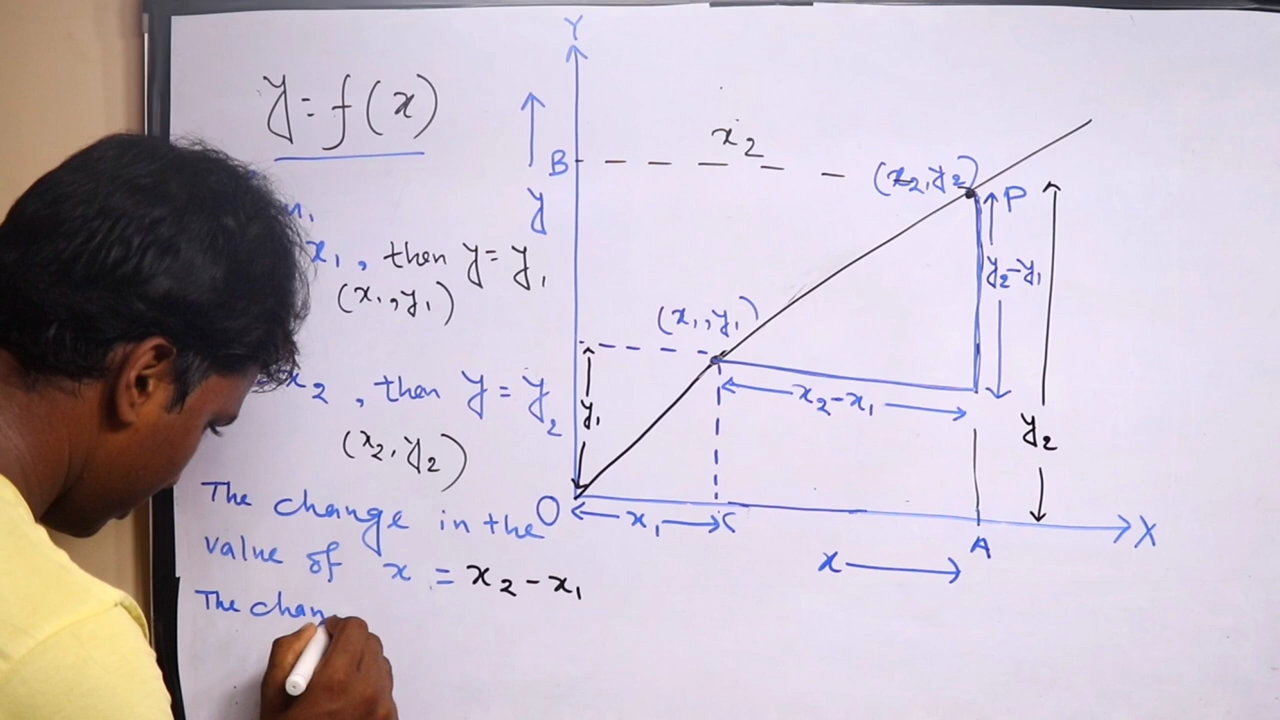 y = f(x)
x₁, then y = y₁
(x₁, y₁)
x₂, then y = y₂
(x₂, y₂)
The change in the
value of x = x₂ - x₁
The chan
Y
B
y
x₂
(x₂, y₂)
P
y₂-y₁
(x₁, y₁)
x₂-x₁
y₁
y₂
O
x₁
C
A
X
x